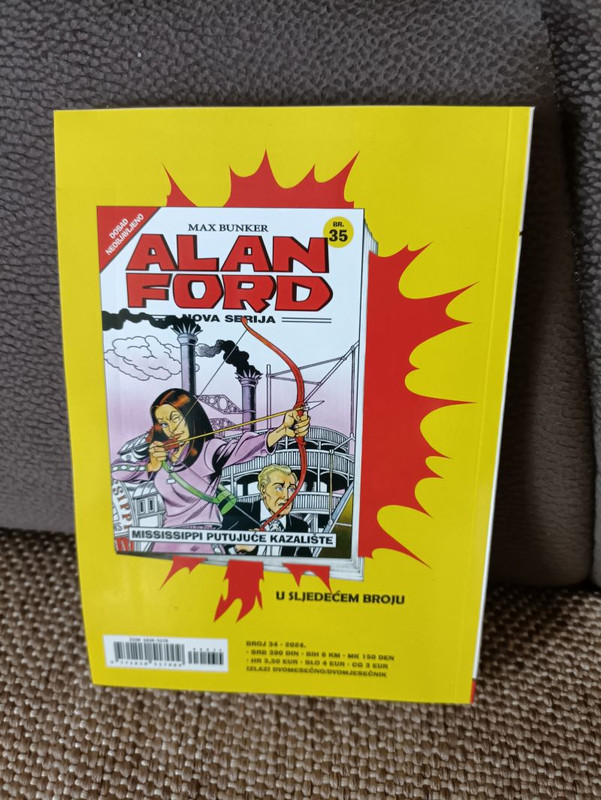 DOSAD
NEOBJAVLJENO
MAX BUNKER
BR.
35
ALAN
FORD
NOVA SERIJA
SIPPI
MISSISSIPPI PUTUJUĆE KAZALIŠTE
U SLJEDEĆEM BROJU
BROJ 34 - 2024.
• SRB 390 DIN • BIH 6 KM • MK 150 DEN
• HR 3,50 EUR • SLO 4 EUR • CG 3 EUR
IZLAZI DVOMESEČNO/DVOMJESEČNIK